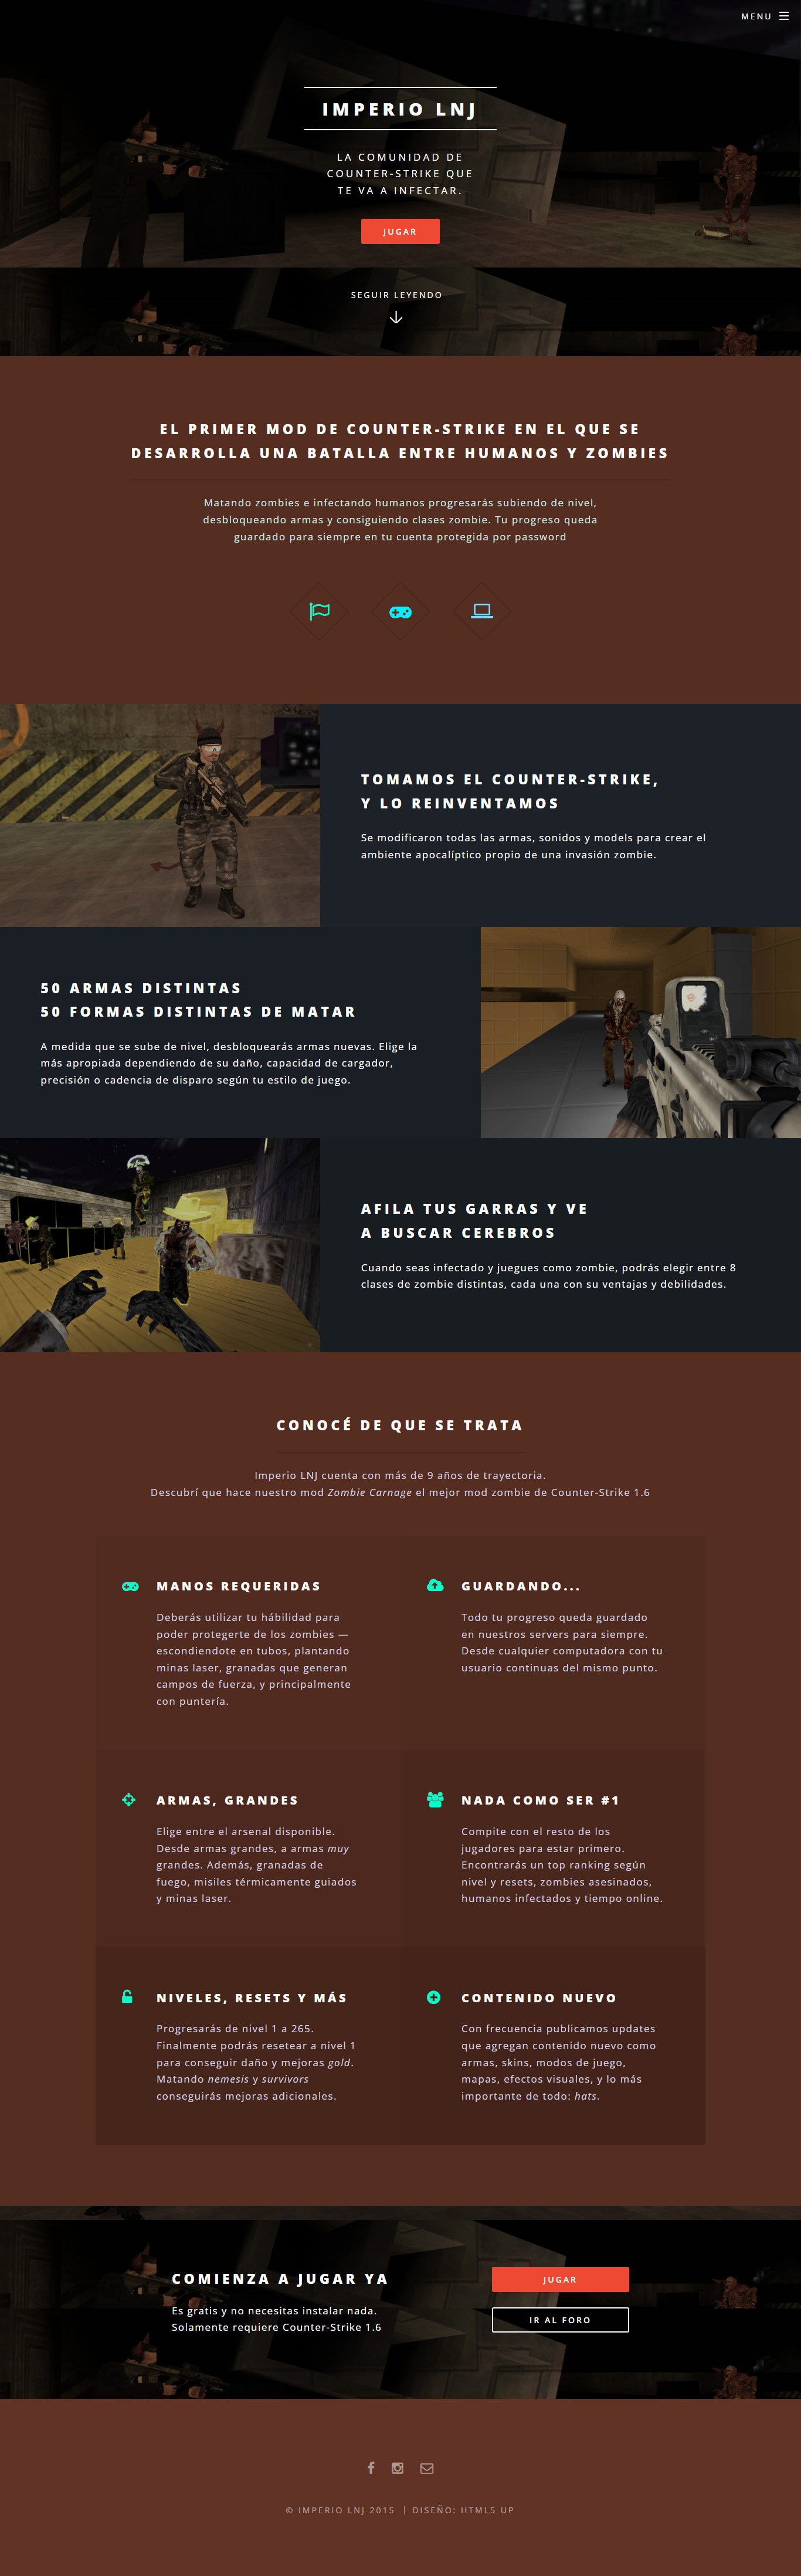 MENU
IMPERIO LNJ
LA COMUNIDAD DE
COUNTER-STRIKE QUE
TE VA A INFECTAR.
JUGAR
SEGUIR LEYENDO
EL PRIMER MOD DE COUNTER-STRIKE EN EL QUE SE
DESARROLLA UNA BATALLA ENTRE HUMANOS Y ZOMBIES
Matando zombies e infectando humanos progresarás subiendo de nivel,
desbloqueando armas y consiguiendo clases zombie. Tu progreso queda
guardado para siempre en tu cuenta protegida por password
TOMAMOS EL COUNTER-STRIKE,
Y LO REINVENTAMOS
Se modificaron todas las armas, sonidos y models para crear el
ambiente apocalíptico propio de una invasión zombie.
50 ARMAS DISTINTAS
50 FORMAS DISTINTAS DE MATAR
A medida que se sube de nivel, desbloquearás armas nuevas. Elige la
más apropiada dependiendo de su daño, capacidad de cargador,
precisión o cadencia de disparo según tu estilo de juego.
AFILA TUS GARRAS Y VE
A BUSCAR CEREBROS
Cuando seas infectado y juegues como zombie, podrás elegir entre 8
clases de zombie distintas, cada una con su ventajas y debilidades.
CONOCÉ DE QUE SE TRATA
Imperio LNJ cuenta con más de 9 años de trayectoria.
Descubrí que hace nuestro mod Zombie Carnage el mejor mod zombie de Counter-Strike 1.6
MANOS REQUERIDAS
Deberás utilizar tu hábilidad para
poder protegerte de los zombies —
escondiendote en tubos, plantando
minas laser, granadas que generan
campos de fuerza, y principalmente
con puntería.
GUARDANDO...
Todo tu progreso queda guardado
en nuestros servers para siempre.
Desde cualquier computadora con tu
usuario continuas del mismo punto.
ARMAS, GRANDES
Elige entre el arsenal disponible.
Desde armas grandes, a armas muy
grandes. Además, granadas de
fuego, misiles térmicamente guiados
y minas laser.
NADA COMO SER #1
Compite con el resto de los
jugadores para estar primero.
Encontrarás un top ranking según
nivel y resets, zombies asesinados,
humanos infectados y tiempo online.
NIVELES, RESETS Y MÁS
Progresarás de nivel 1 a 265.
Finalmente podrás resetear a nivel 1
para conseguir daño y mejoras gold.
Matando nemesis y survivors
conseguirás mejoras adicionales.
CONTENIDO NUEVO
Con frecuencia publicamos updates
que agregan contenido nuevo como
armas, skins, modos de juego,
mapas, efectos visuales, y lo más
importante de todo: hats.
COMIENZA A JUGAR YA
Es gratis y no necesitas instalar nada.
Solamente requiere Counter-Strike 1.6
JUGAR
IR AL FORO
© IMPERIO LNJ 2015 | DISEÑO: HTML5 UP